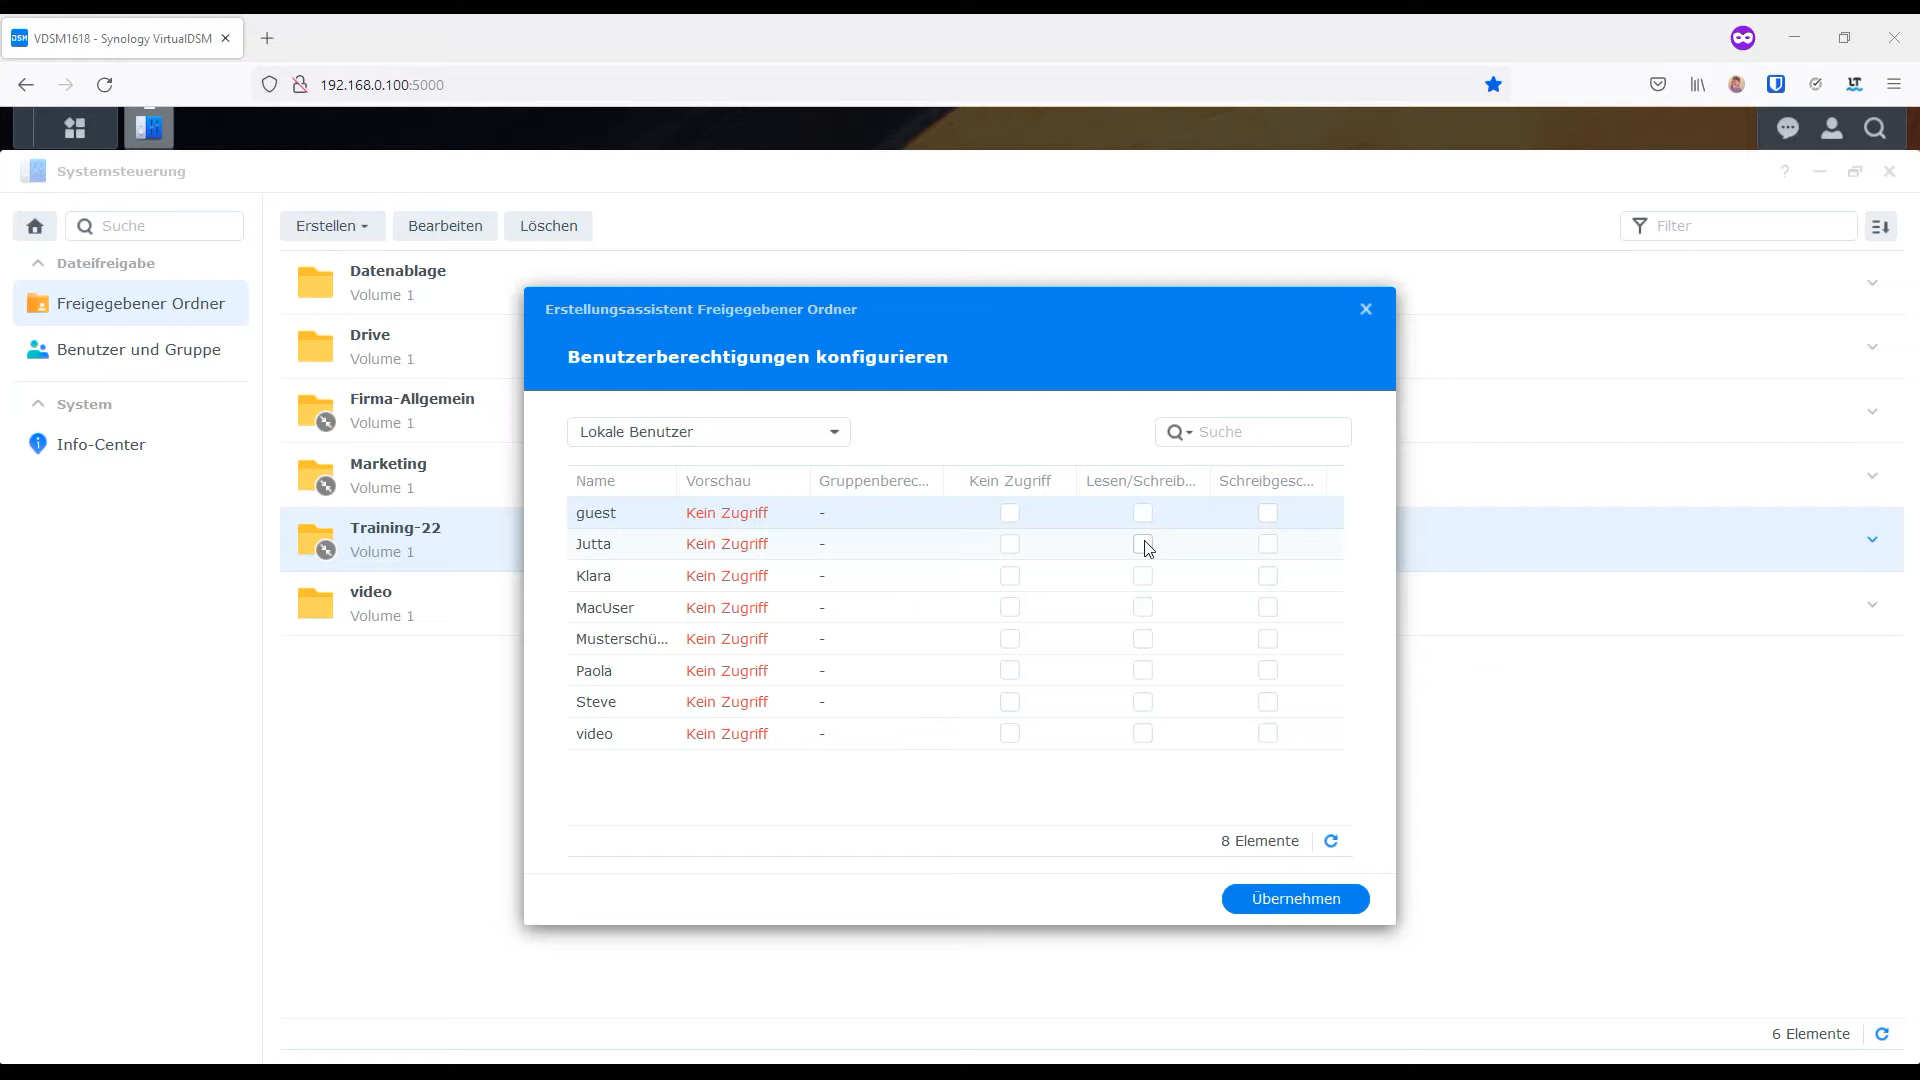 VDSM1618 - Synology VirtualDSM
192.168.0.100:5000
Systemsteuerung
Suche
Erstellen
Bearbeiten
Löschen
Filter
Dateifreigabe
Freigegebener Ordner
Benutzer und Gruppe
System
Info-Center
Datenablage
Volume 1
Drive
Volume 1
Firma-Allgemein
Volume 1
Marketing
Volume 1
Training-22
Volume 1
video
Volume 1
Erstellungsassistent Freigegebener Ordner
Benutzerberechtigungen konfigurieren
Lokale Benutzer
Suche
Name Vorschau Gruppenberec... Kein Zugriff Lesen/Schreib... Schreibgesc...
guest Kein Zugriff -
Jutta Kein Zugriff -
Klara Kein Zugriff -
MacUser Kein Zugriff -
Musterschü... Kein Zugriff -
Paola Kein Zugriff -
Steve Kein Zugriff -
video Kein Zugriff -
8 Elemente
Übernehmen
6 Elemente